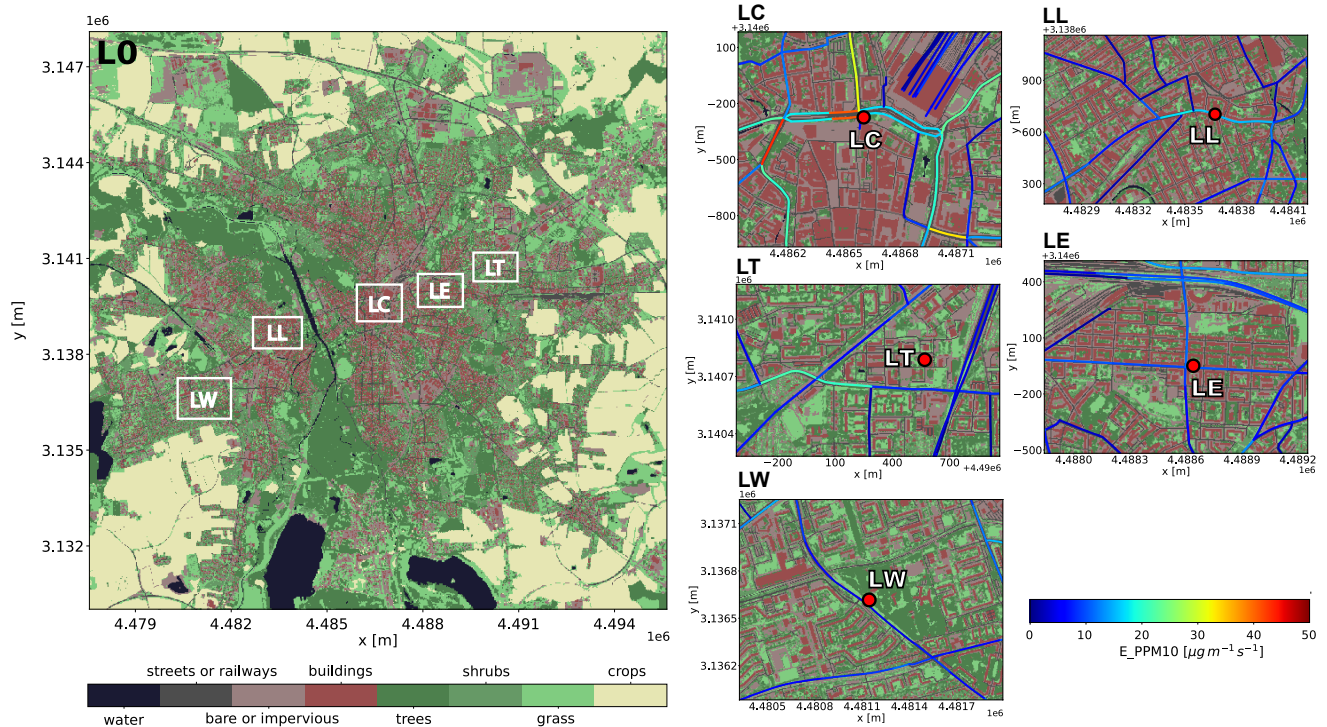 1e6
L0
3.147
3.144
3.141
3.138
3.135
3.132
y [m]
LT
LE
LC
LL
LW
4.479
4.482
4.485
4.488
4.491
4.494
x [m]
1e6
streets or railways
buildings
shrubs
crops
water
bare or impervious
trees
grass
LC
+3.14e6
100
−200
−500
−800
y [m]
LC
4.4862
4.4865
4.4868
4.4871
x [m]
1e6
LL
+3.138e6
900
600
300
y [m]
LL
4.4829
4.4832
4.4835
4.4838
4.4841
x [m]
1e6
LT
3.14110
3.1407
3.1404
y [m]
LT
−200
100
400
700
x [m]
+4.49e6
LE
+3.14e6
400
100
−200
−500
y [m]
LE
4.4880
4.4883
4.4886
4.4889
4.4892
x [m]
1e6
LW
1e6
3.1371
3.1368
3.1365
3.1362
y [m]
LW
4.4805
4.4808
4.4811
4.4814
4.4817
x [m]
1e6
0
10
20
30
40
50
E_PPM10 [μg m⁻¹ s⁻¹]